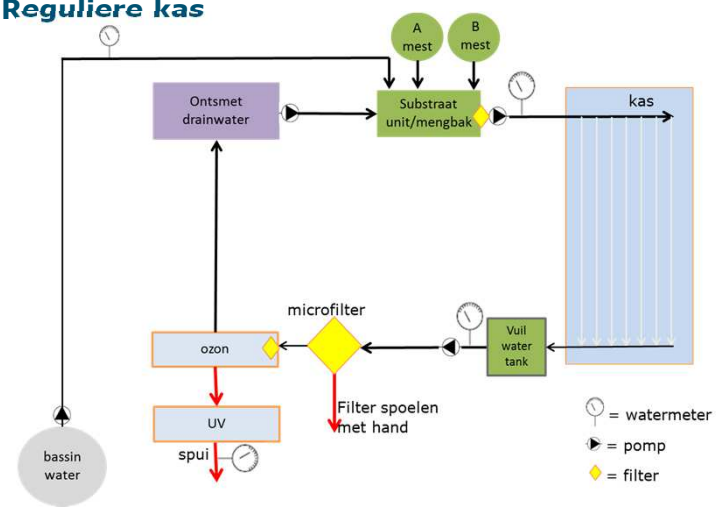 Reguliere kas
A
mest
B
mest
Ontsmet
drainwater
Substraat
unit/mengbak
kas
microfilter
Vuil
water
tank
ozon
Filter spoelen
met hand
UV
spui
bassin
water
= watermeter
= pomp
= filter